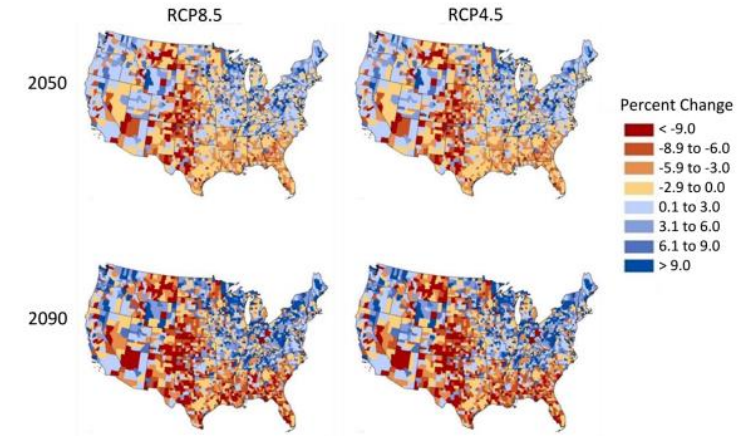 RCP8.5
RCP4.5
2050
2090
Percent Change
< -9.0
-8.9 to -6.0
-5.9 to -3.0
-2.9 to 0.0
0.1 to 3.0
3.1 to 6.0
6.1 to 9.0
> 9.0